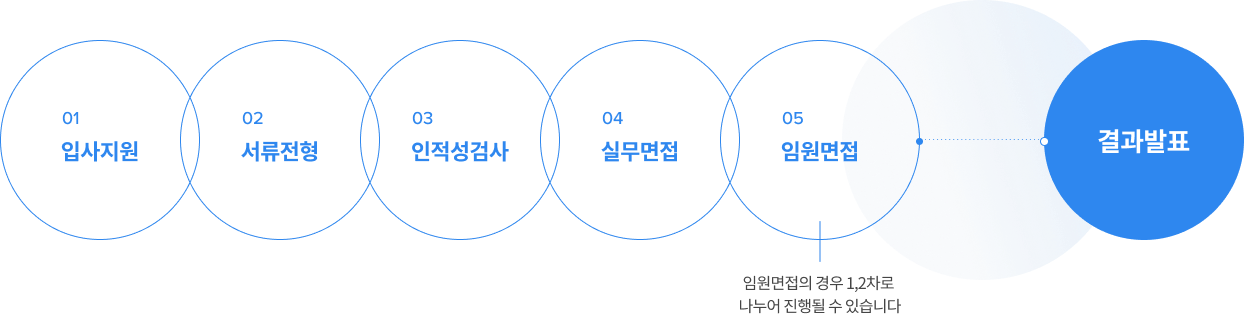 01
입사지원
02
서류전형
03
인적성검사
04
실무면접
05
임원면접
결과발표
임원면접의 경우 1,2차로
나누어 진행될 수 있습니다